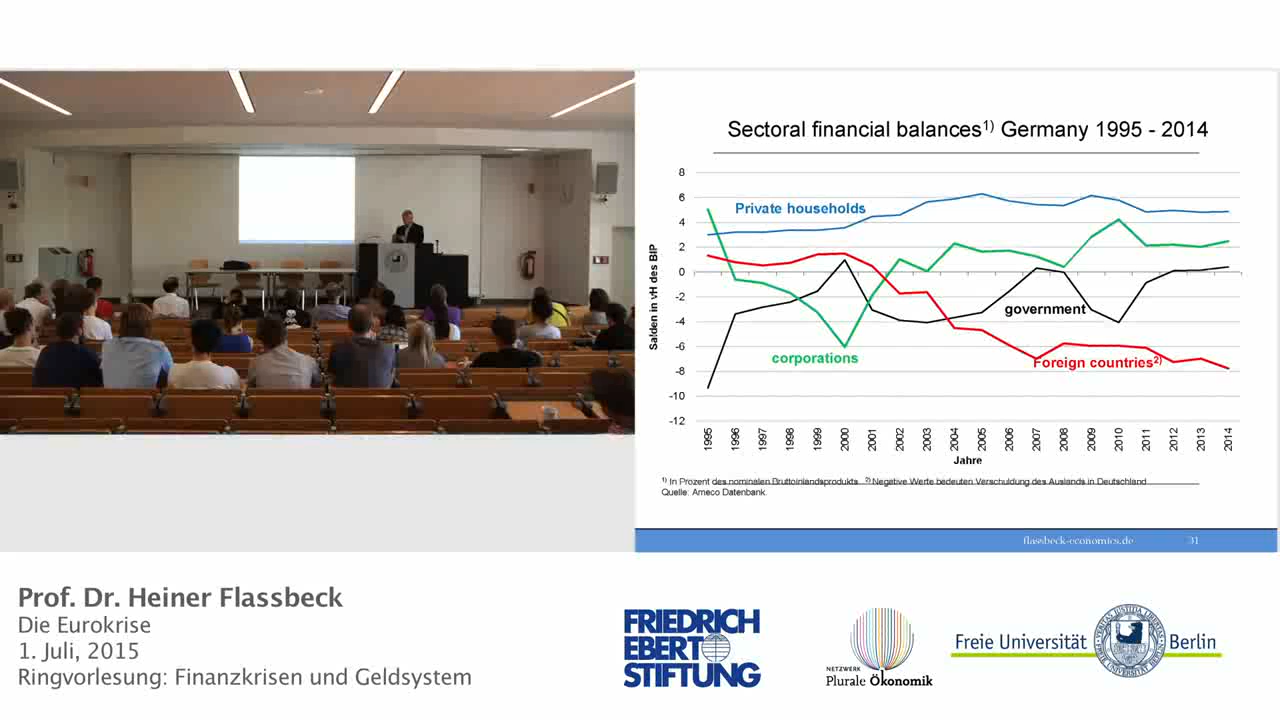 Sectoral financial balances1) Germany 1995 - 2014
Salden in vH des BIP
8
6
4
2
0
-2
-4
-6
-8
-10
-12
Private households
government
corporations
Foreign countries2)
1995 1996 1997 1998 1999 2000 2001 2002 2003 2004 2005 2006 2007 2008 2009 2010 2011 2012 2013 2014
Jahre
1) In Prozent des nominalen Bruttoinlandsprodukts. 2) Negative Werte bedeuten Verschuldung des Auslands in Deutschland
Quelle: Ameco Datenbank.
flassbeck-economics.de 31
Prof. Dr. Heiner Flassbeck
Die Eurokrise
1. Juli, 2015
Ringvorlesung: Finanzkrisen und Geldsystem
FRIEDRICH
EBERT
STIFTUNG
NETZWERK
Plurale Ökonomik
Freie Universität Berlin